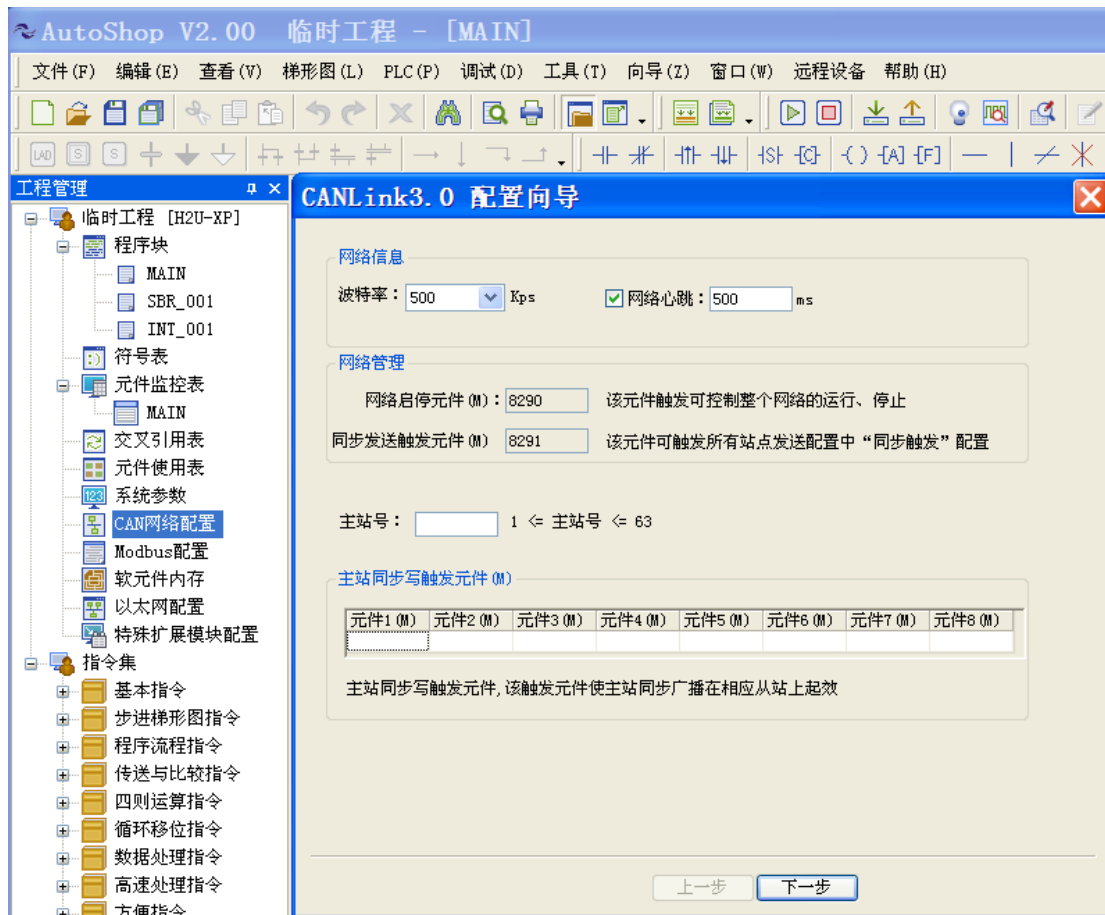 AutoShop V2.00 临时工程 - [MAIN]
文件(F) 编辑(E) 查看(V) 梯形图(L) PLC(P) 调试(D) 工具(T) 向导(Z) 窗口(W) 远程设备 帮助(H)
LAD S S
工程管理
临时工程 [H2U-XP]
程序块
MAIN
SBR_001
INT_001
符号表
元件监控表
MAIN
交叉引用表
元件使用表
系统参数
CAN网络配置
Modbus配置
软元件内存
以太网配置
特殊扩展模块配置
指令集
基本指令
步进梯形图指令
程序流程指令
传送与比较指令
四则运算指令
循环移位指令
数据处理指令
高速处理指令
方便指令
CANLink3.0 配置向导
网络信息
波特率：500 Kps 网络心跳：500 ms
网络管理
网络启停元件(M)：8290 该元件触发可控制整个网络的运行、停止
同步发送触发元件(M) 8291 该元件可触发所有站点发送配置中“同步触发”配置
主站号： 1 <= 主站号 <= 63
主站同步写触发元件(M)
元件1(M) 元件2(M) 元件3(M) 元件4(M) 元件5(M) 元件6(M) 元件7(M) 元件8(M)
主站同步写触发元件,该触发元件使主站同步广播在相应从站上起效
上一步 下一步